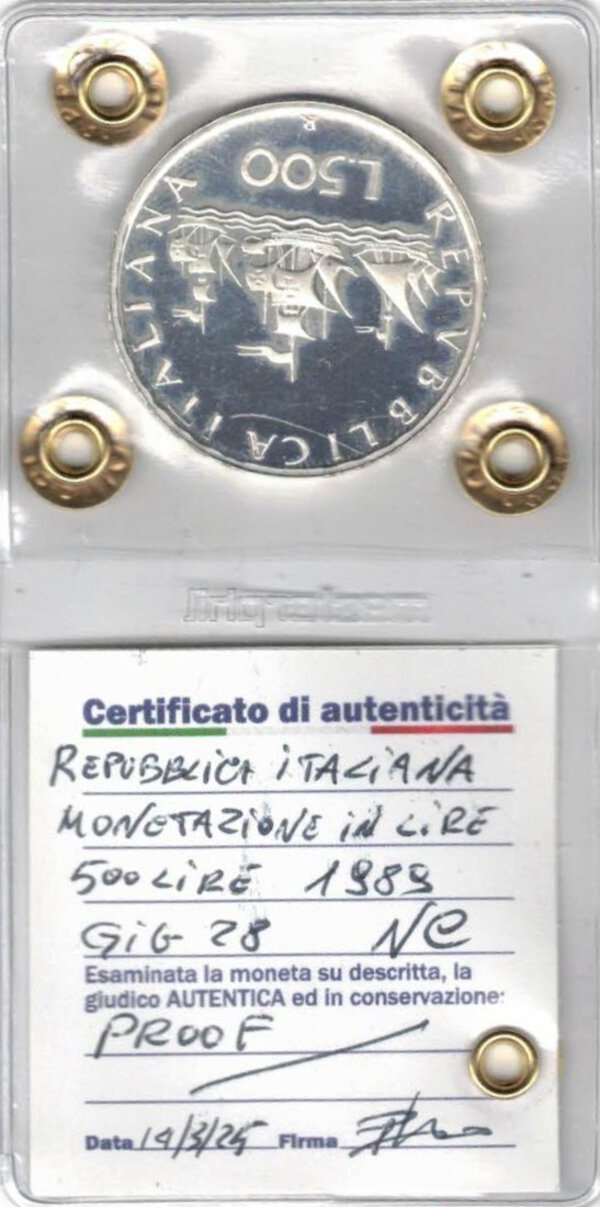 L.500
R
REPVBBLICA ITALIANA
Certificato di autenticità
REPUBBLICA ITALIANA
MONETAZIONE IN LIRE
500 LIRE 1989
GIG 28 NC
Esaminata la moneta su descritta, la
giudico AUTENTICA ed in conservazione:
PROOF
Data 14/3/25 Firma